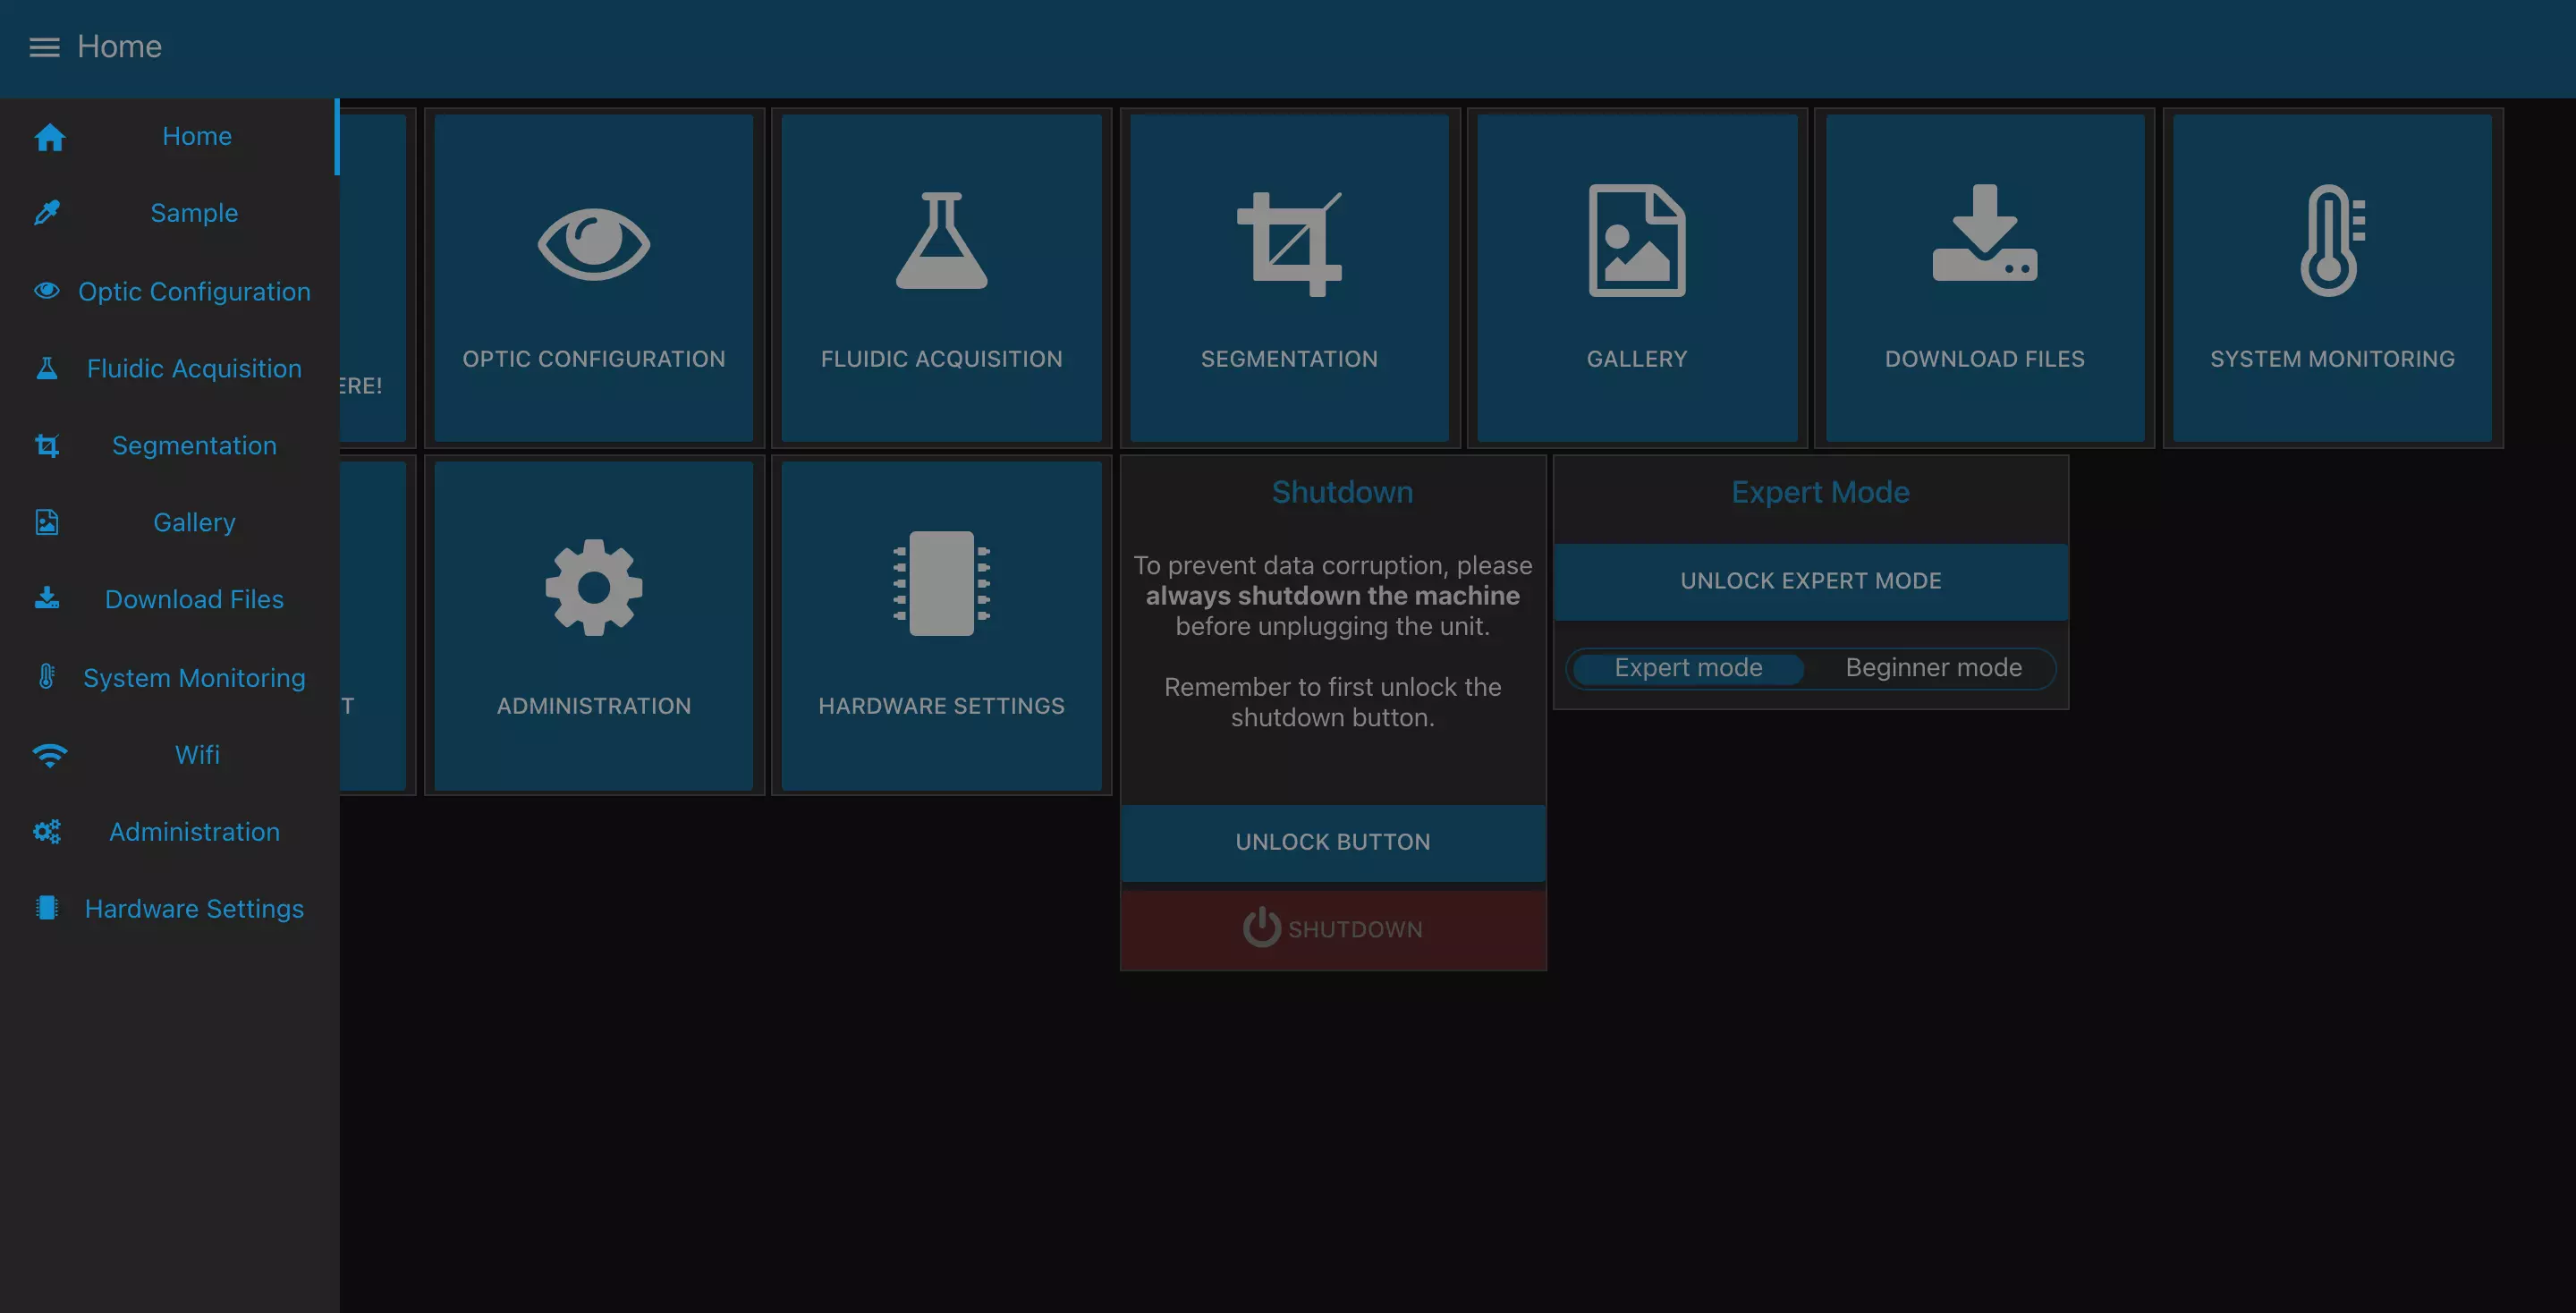 Home
Home
Sample
Optic Configuration
Fluidic Acquisition
Segmentation
Gallery
Download Files
System Monitoring
Wifi
Administration
Hardware Settings
ERE!
OPTIC CONFIGURATION
FLUIDIC ACQUISITION
SEGMENTATION
GALLERY
DOWNLOAD FILES
SYSTEM MONITORING
T
ADMINISTRATION
HARDWARE SETTINGS
Shutdown
To prevent data corruption, please
always shutdown the machine
before unplugging the unit.
Remember to first unlock the
shutdown button.
UNLOCK BUTTON
SHUTDOWN
Expert Mode
UNLOCK EXPERT MODE
Expert mode
Beginner mode